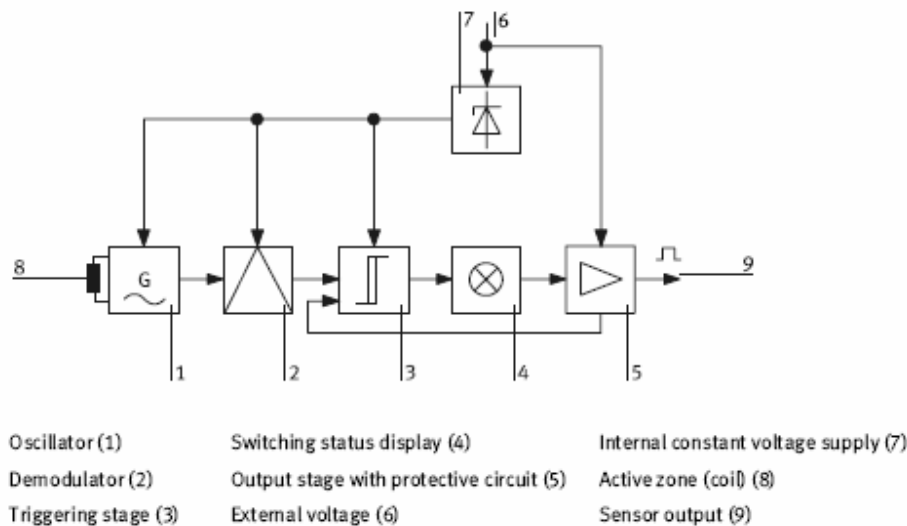 7 6
8 G 9
1 2 3 4 5
Oscillator (1) Switching status display (4) Internal constant voltage supply (7)
Demodulator (2) Output stage with protective circuit (5) Active zone (coil) (8)
Triggering stage (3) External voltage (6) Sensor output (9)